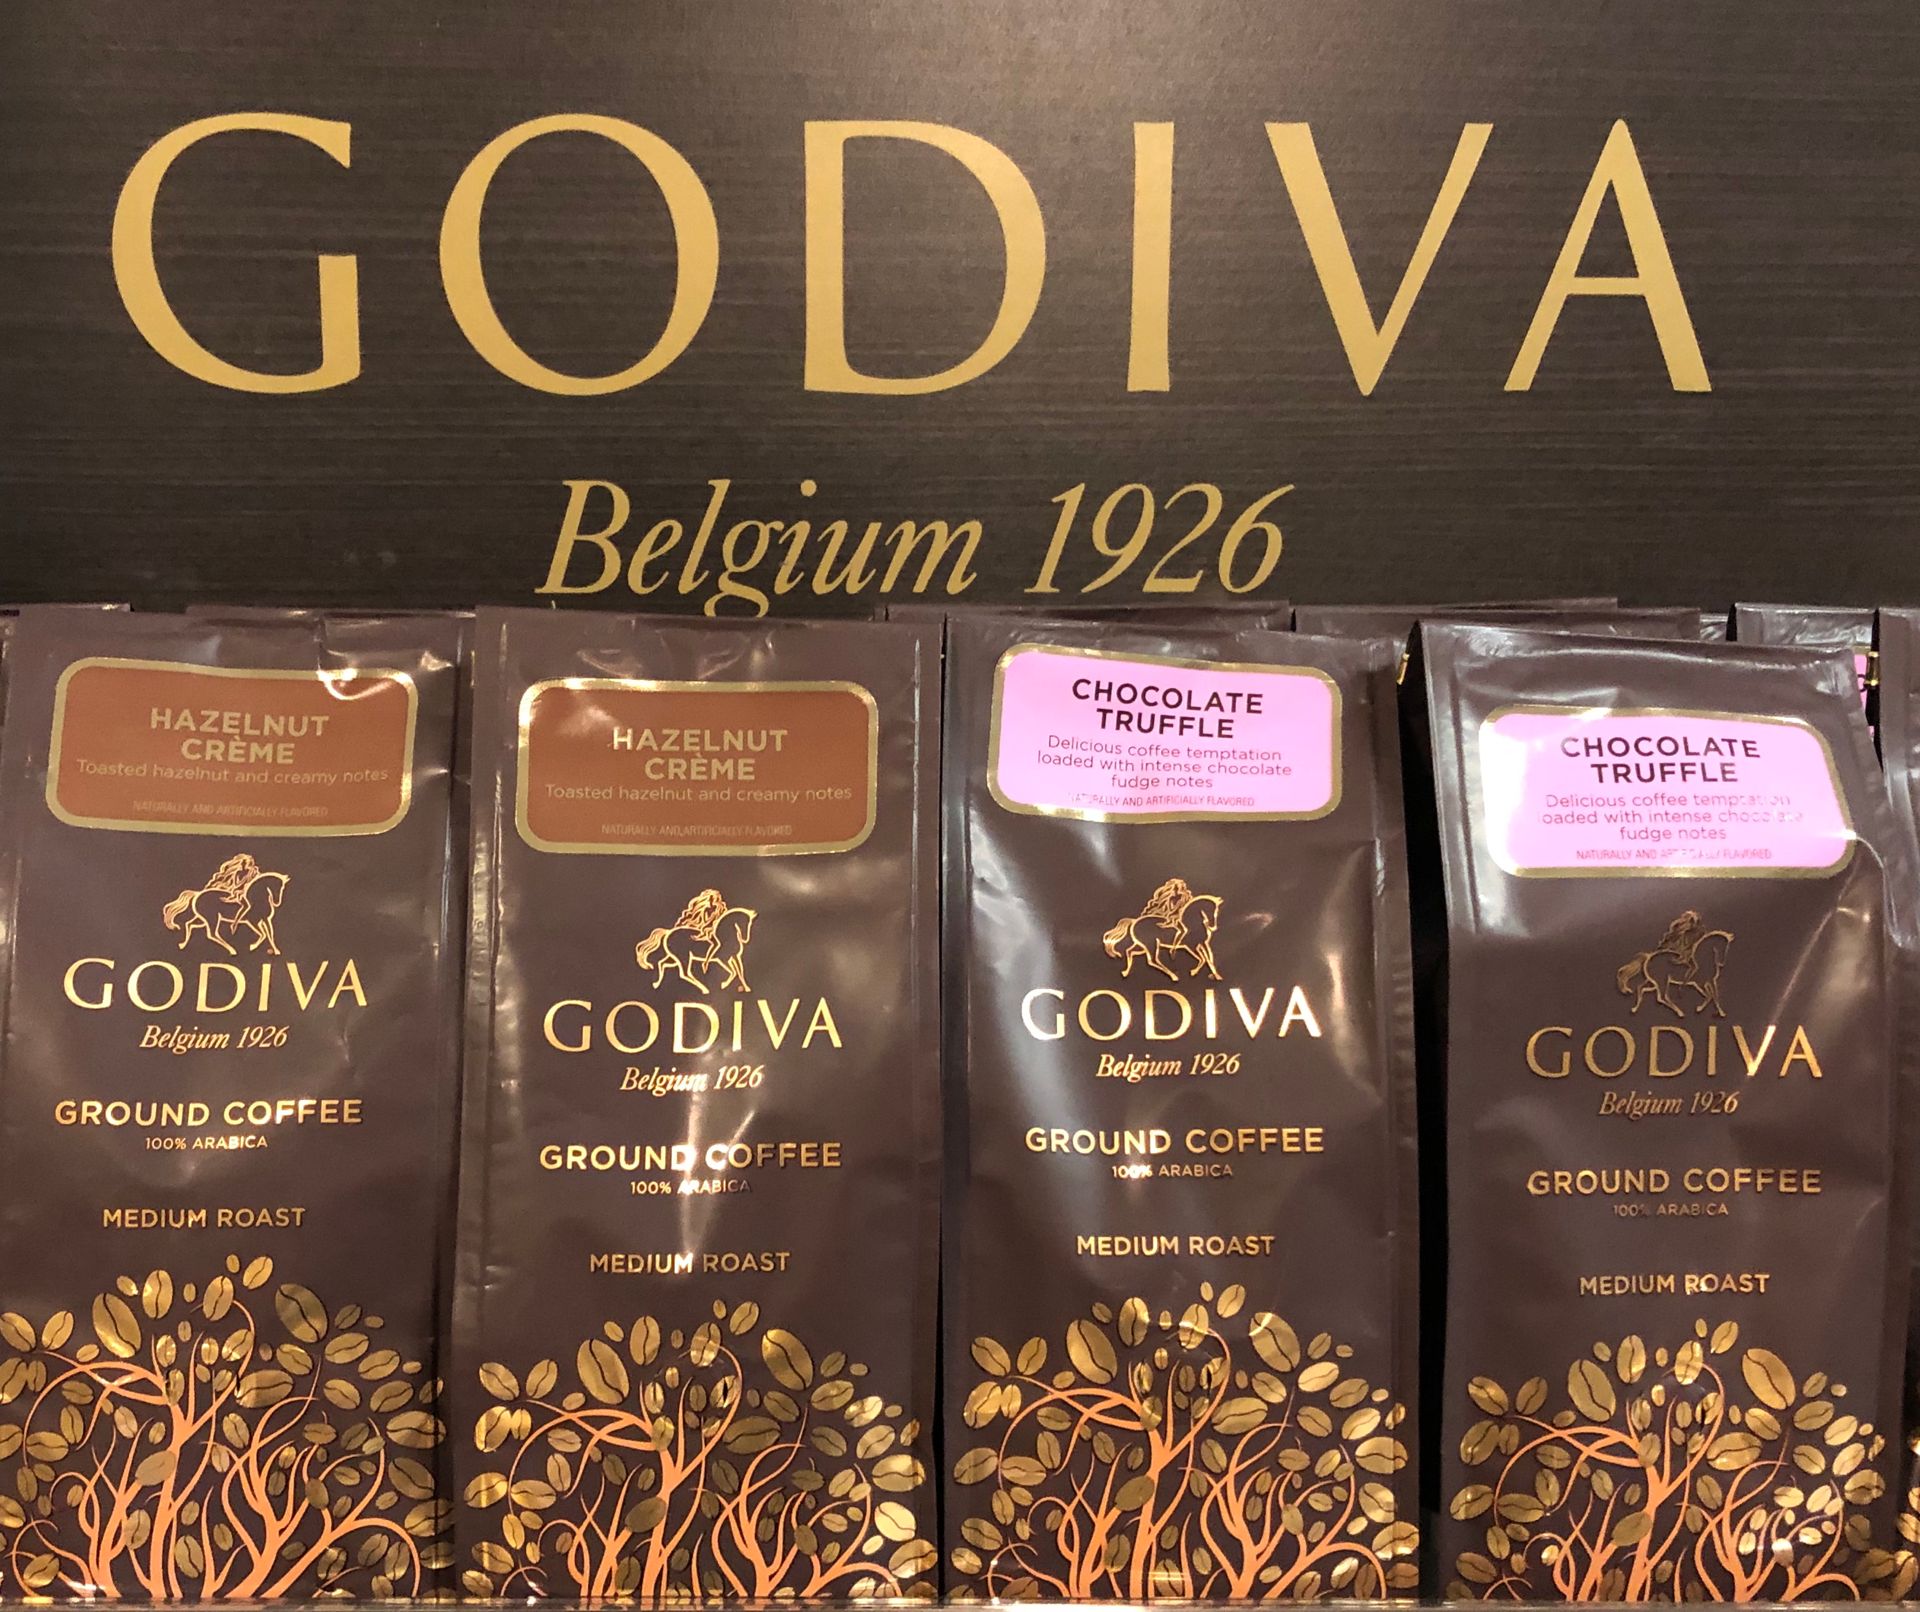 GODIVA
Belgium 1926
HAZELNUT
CRÈME
Toasted hazelnut and creamy notes
NATURALLY AND ARTIFICIALLY FLAVORED
GODIVA
Belgium 1926
GROUND COFFEE
100% ARABICA
MEDIUM ROAST
HAZELNUT
CRÈME
Toasted hazelnut and creamy notes
NATURALLY AND ARTIFICIALLY FLAVORED
GODIVA
Belgium 1926
GROUND COFFEE
100% ARABICA
MEDIUM ROAST
CHOCOLATE
TRUFFLE
Delicious coffee temptation
loaded with intense chocolate
fudge notes
NATURALLY AND ARTIFICIALLY FLAVORED
GODIVA
Belgium 1926
GROUND COFFEE
100% ARABICA
MEDIUM ROAST
CHOCOLATE
TRUFFLE
Delicious coffee temptation
loaded with intense chocolate
fudge notes
NATURALLY AND ARTIFICIALLY FLAVORED
GODIVA
Belgium 1926
GROUND COFFEE
100% ARABICA
MEDIUM ROAST